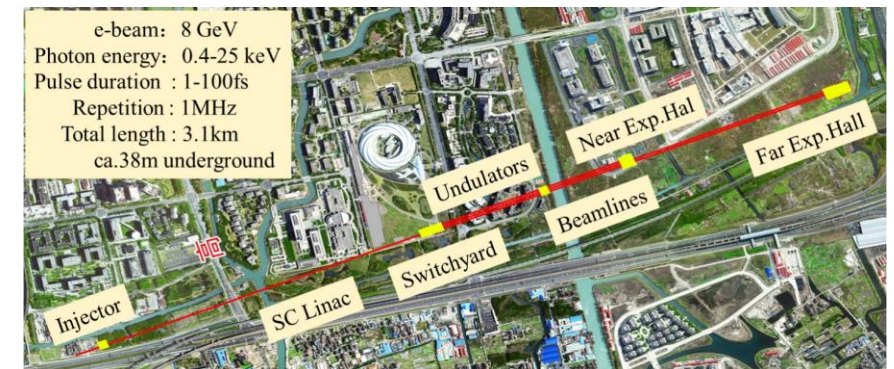 e-beam: 8 GeV
Photon energy: 0.4-25 keV
Pulse duration : 1-100fs
Repetition : 1MHz
Total length : 3.1km
ca.38m underground
Near Exp.Hal
Far Exp.Hall
Undulators
Beamlines
Switchyard
SC Linac
Injector